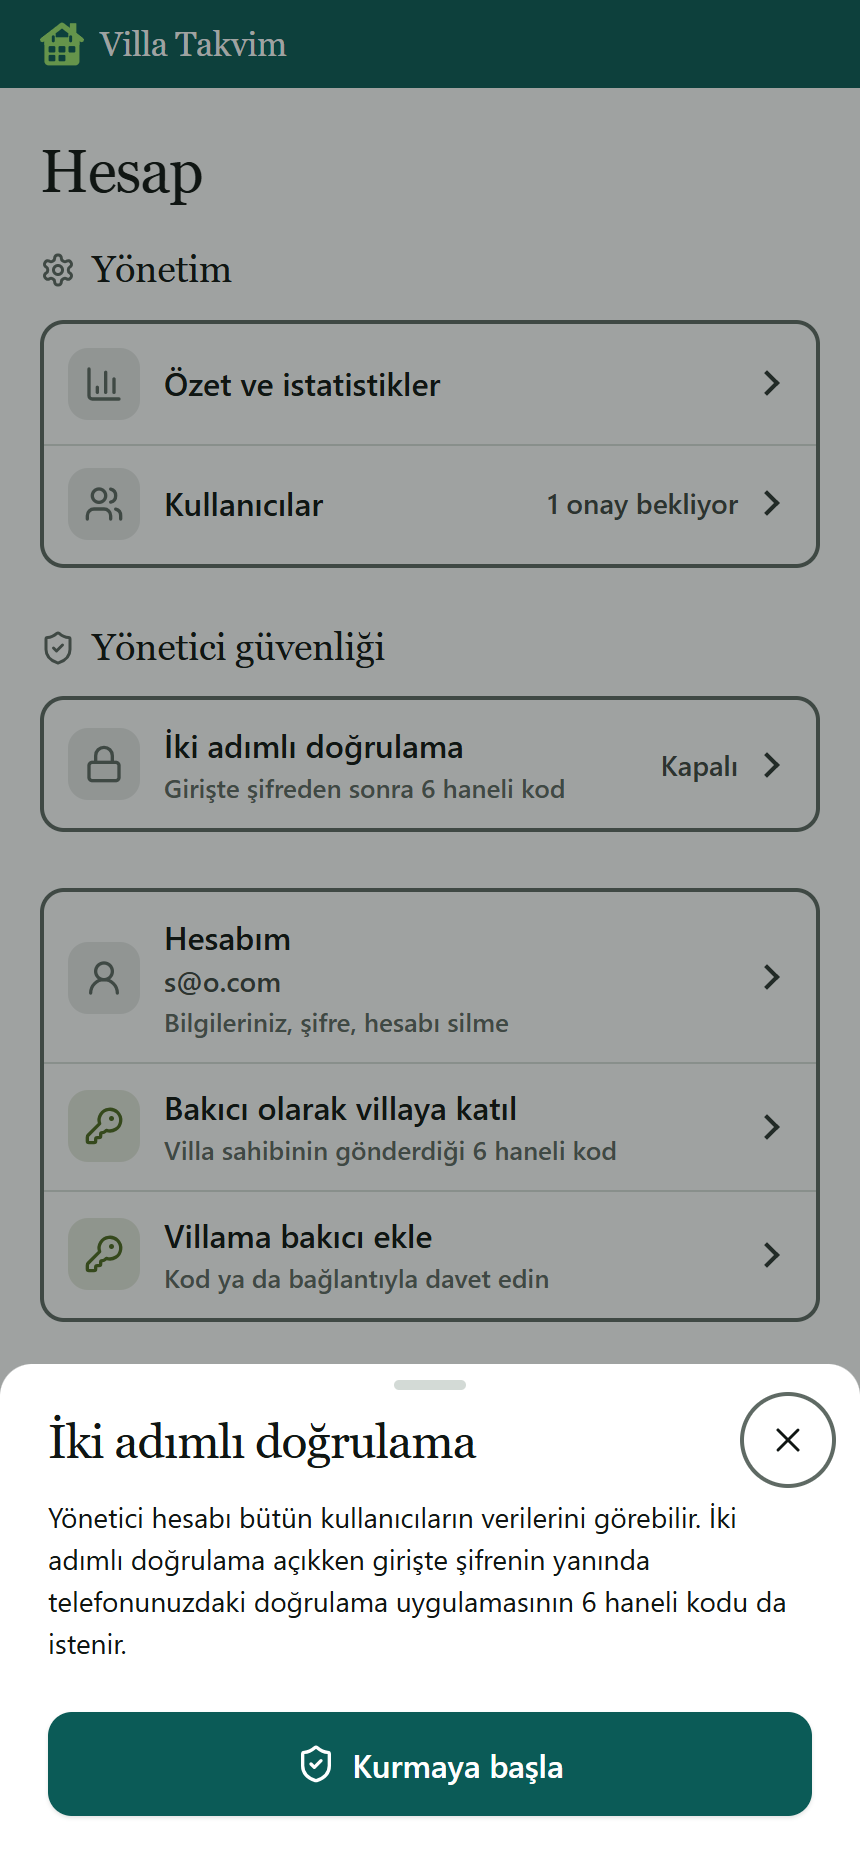 Villa Takvim
Hesap
Yönetim
Özet ve istatistikler
Kullanıcılar
1 onay bekliyor
Yönetici güvenliği
İki adımlı doğrulama
Girişte şifreden sonra 6 haneli kod
Kapalı
Hesabım
s@o.com
Bilgileriniz, şifre, hesabı silme
Bakıcı olarak villaya katıl
Villa sahibinin gönderdiği 6 haneli kod
Villama bakıcı ekle
Kod ya da bağlantıyla davet edin
İki adımlı doğrulama
Yönetici hesabı bütün kullanıcıların verilerini görebilir. İki
adımlı doğrulama açıkken girişte şifrenin yanında
telefonunuzdaki doğrulama uygulamasının 6 haneli kodu da
istenir.
Kurmaya başla